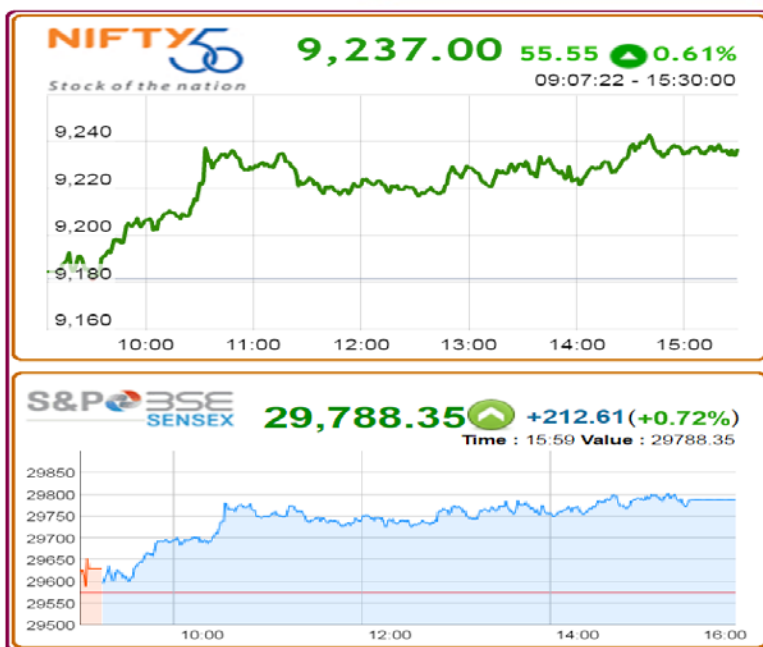 NIFTY 50
Stock of the nation
9,237.00 55.55 0.61%
09:07:22 - 15:30:00
9,240
9,220
9,200
9,180
9,160
10:00 11:00 12:00 13:00 14:00 15:00
S&P BSE
SENSEX
29,788.35 +212.61(+0.72%)
Time : 15:59 Value : 29788.35
29850
29800
29750
29700
29650
29600
29550
29500
10:00 12:00 14:00 16:00